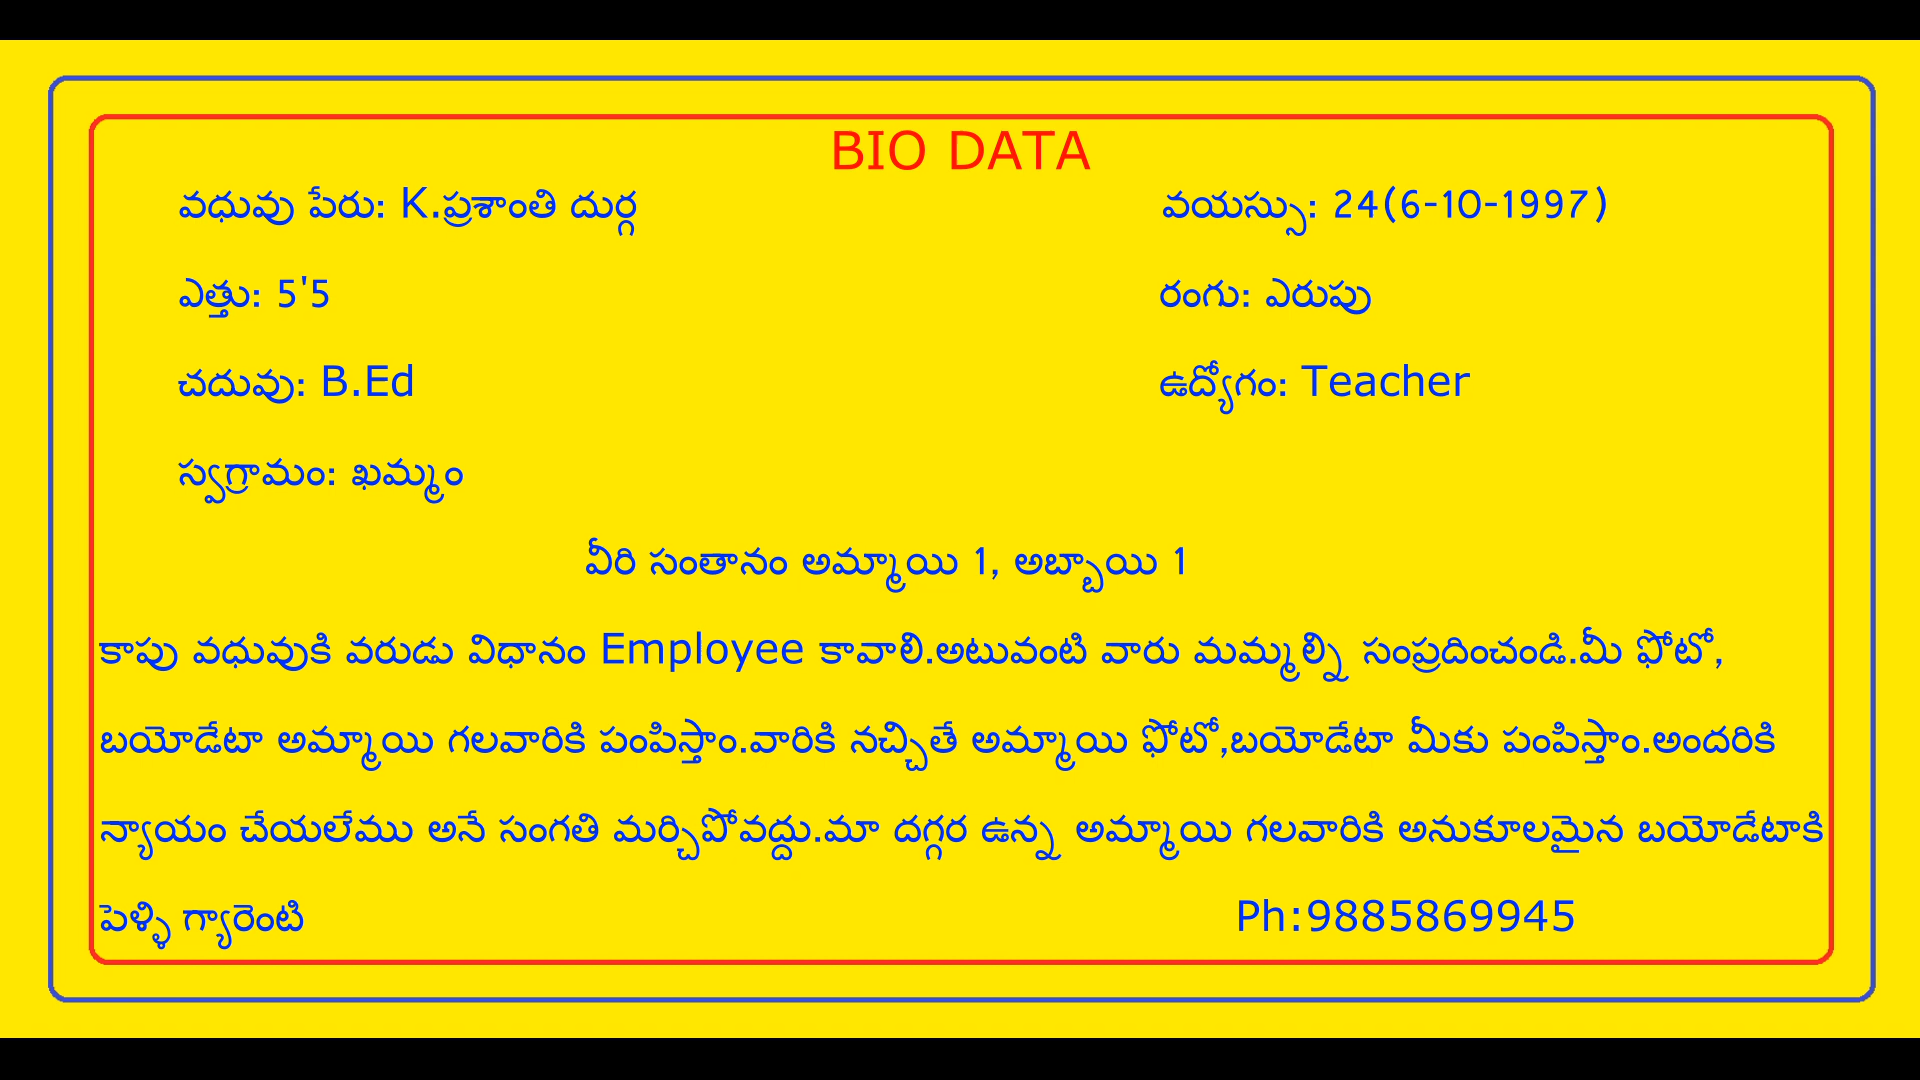 BIO DATA
వధువు పేరు: K.ప్రశాంతి దుర్గ వయస్సు: 24(6-10-1997)
ఎత్తు: 5'5 రంగు: ఎరుపు
చదువు: B.Ed ఉద్యోగం: Teacher
స్వగ్రామం: ఖమ్మం
వీరి సంతానం అమ్మాయి 1, అబ్బాయి 1
కాపు వధువుకి వరుడు విధానం Employee కావాలి.అటువంటి వారు మమ్మల్ని సంప్రదించండి.మీ ఫోటో,
బయోడేటా అమ్మాయి గలవారికి పంపిస్తాం.వారికి నచ్చితే అమ్మాయి ఫోటో,బయోడేటా మీకు పంపిస్తాం.అందరికి
న్యాయం చేయలేము అనే సంగతి మర్చిపోవద్దు.మా దగ్గర ఉన్న అమ్మాయి గలవారికి అనుకూలమైన బయోడేటాకి
పెళ్ళి గ్యారెంటి Ph:9885869945